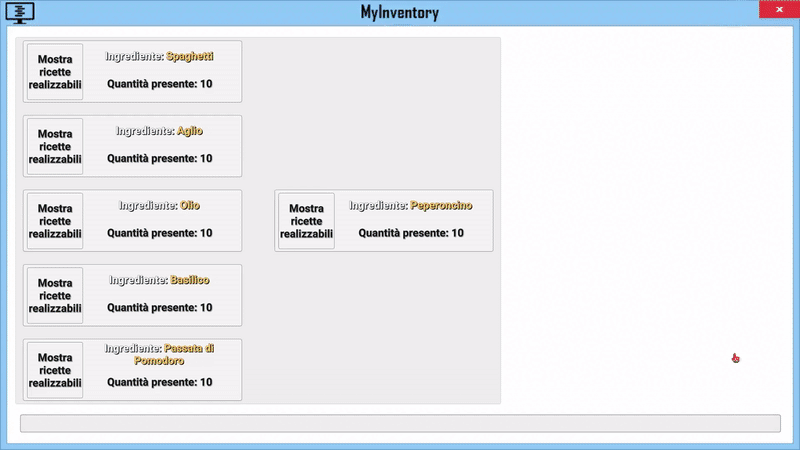 MyInventory
Mostra
ricette
realizzabili
Ingrediente: Spaghetti
Quantità presente: 10
Mostra
ricette
realizzabili
Ingrediente: Aglio
Quantità presente: 10
Mostra
ricette
realizzabili
Ingrediente: Olio
Quantità presente: 10
Mostra
ricette
realizzabili
Ingrediente: Peperoncino
Quantità presente: 10
Mostra
ricette
realizzabili
Ingrediente: Basilico
Quantità presente: 10
Mostra
ricette
realizzabili
Ingrediente: Passata di
Pomodoro
Quantità presente: 10